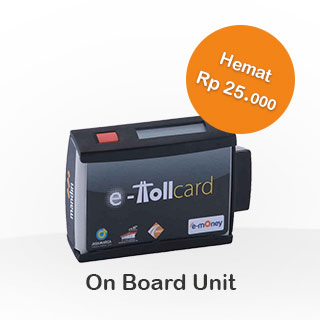 Hemat
Rp 25.000
mandiri
e-Tollcard
e-money
On Board Unit